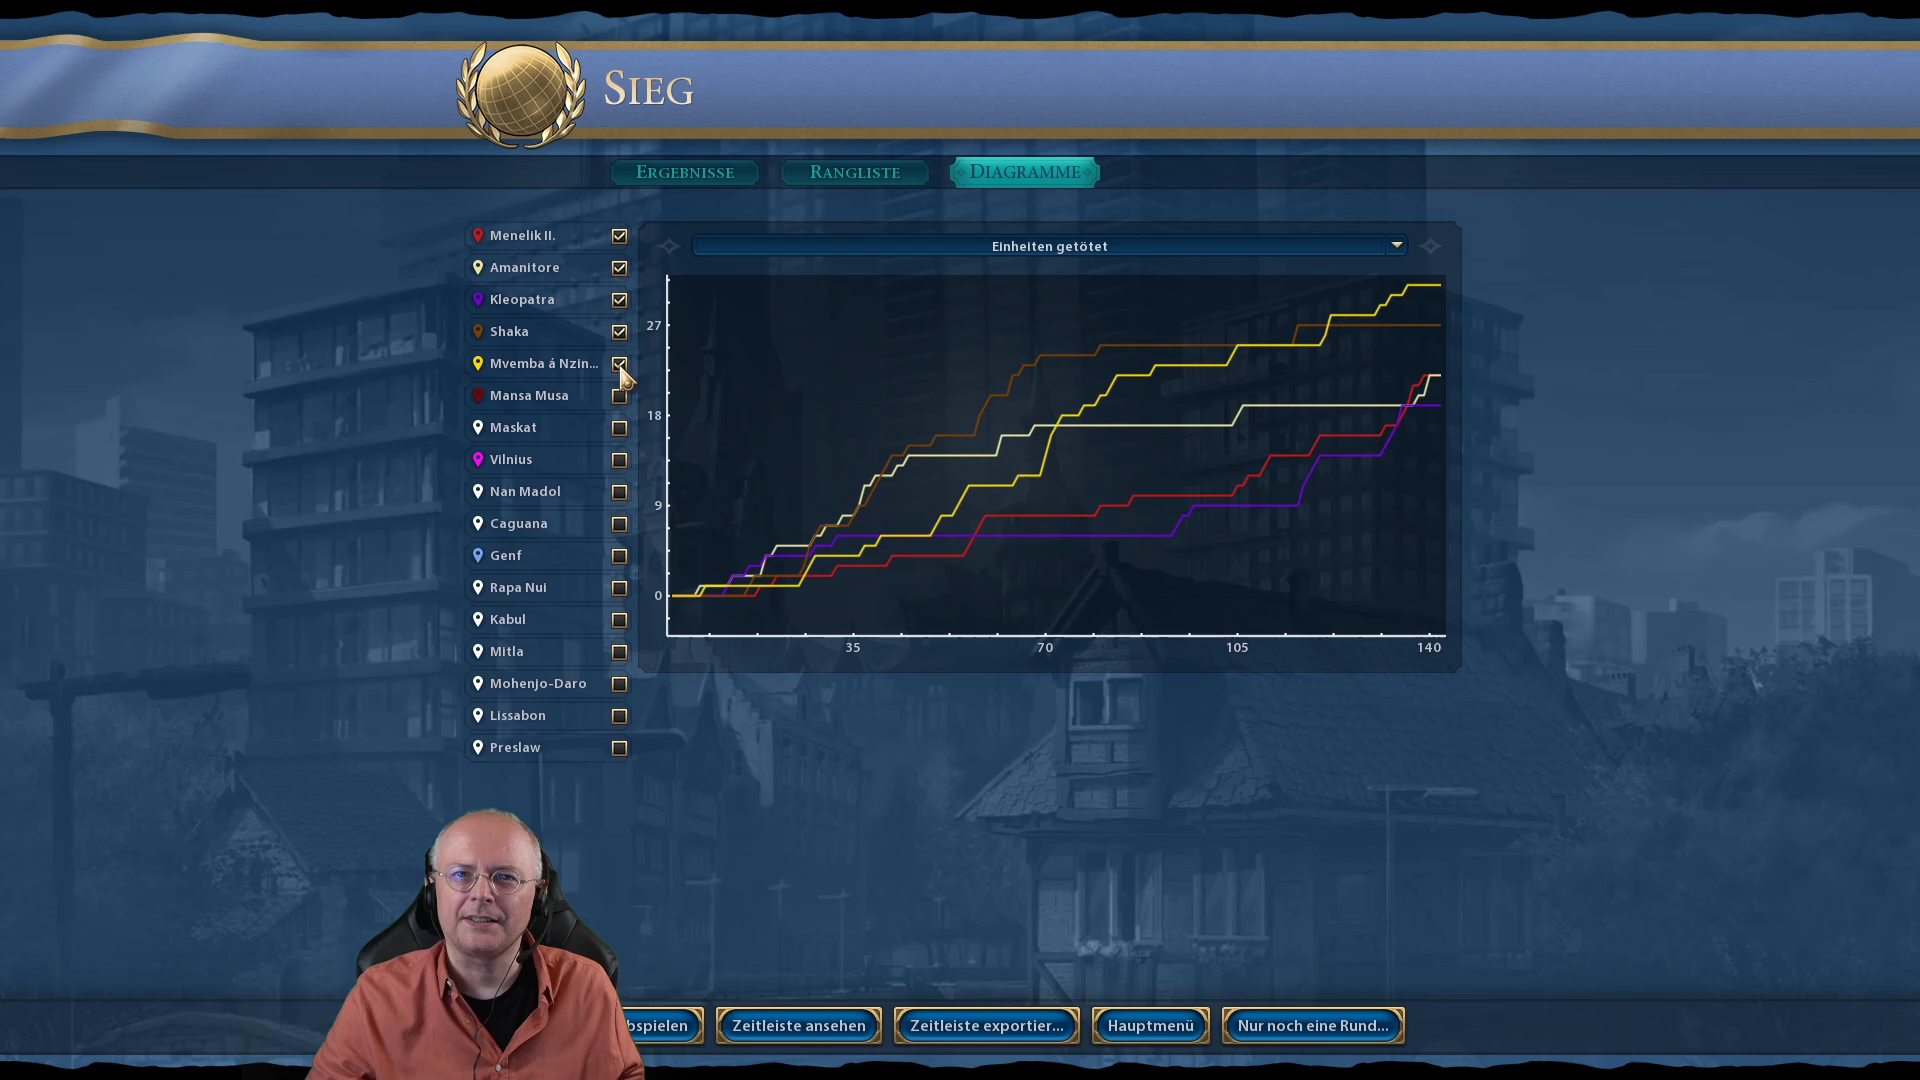 SIEG
ERGEBNISSE
RANGLISTE
DIAGRAMME
Menelik II.
Amanitore
Kleopatra
Shaka
Mvemba á Nzin...
Mansa Musa
Maskat
Vilnius
Nan Madol
Caguana
Genf
Rapa Nui
Kabul
Mitla
Mohenjo-Daro
Lissabon
Preslaw
Einheiten getötet
27
18
9
0
35
70
105
140
bspielen
Zeitleiste ansehen
Zeitleiste exportier...
Hauptmenü
Nur noch eine Rund...